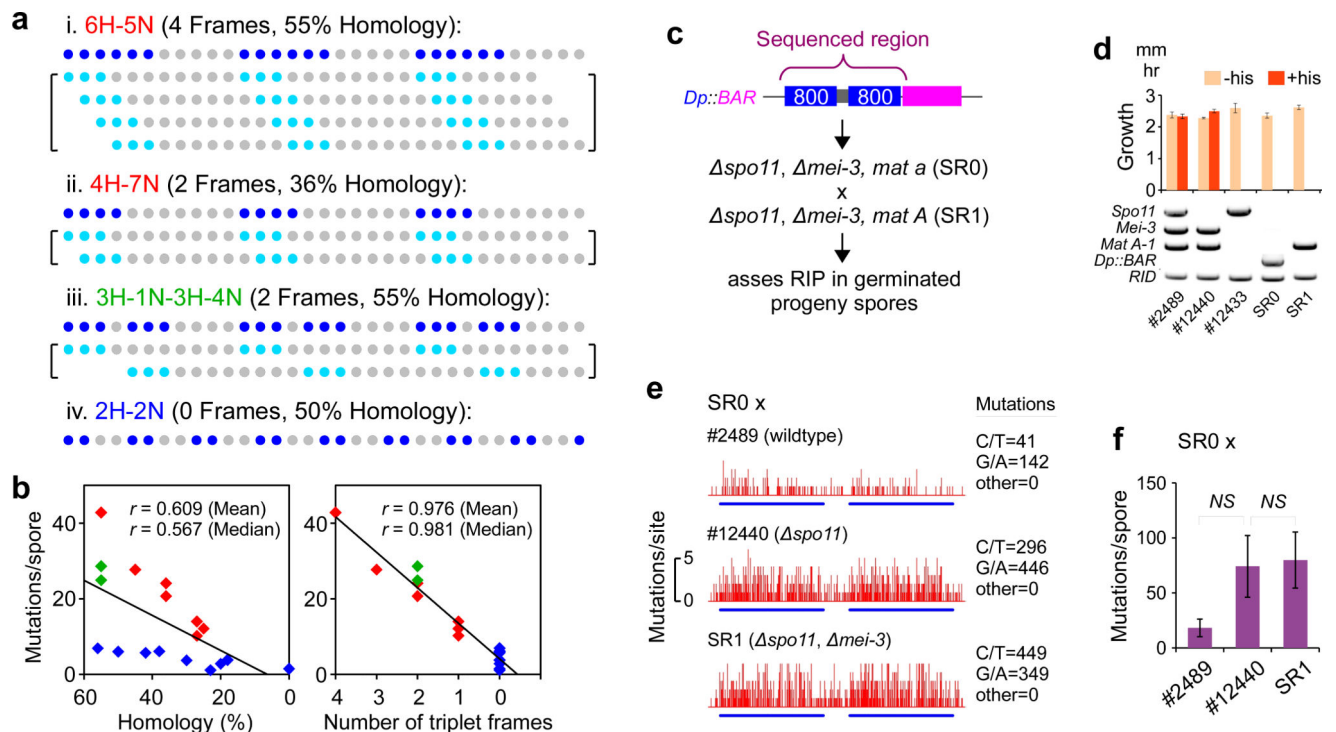 a
i. 6H-5N (4 Frames, 55% Homology):
ii. 4H-7N (2 Frames, 36% Homology):
iii. 3H-1N-3H-4N (2 Frames, 55% Homology):
iv. 2H-2N (0 Frames, 50% Homology):
b
Mutations/spore
40
20
0
r = 0.609 (Mean)
r = 0.567 (Median)
60 40 20 0
Homology (%)
r = 0.976 (Mean)
r = 0.981 (Median)
4 3 2 1 0
Number of triplet frames
c
Sequenced region
Dp::BAR 800 800
Δspo11, Δmei-3, mat a (SR0)
x
Δspo11, Δmei-3, mat A (SR1)
asses RIP in germinated
progeny spores
d
mm
hr
-his +his
Growth
3
2
1
0
Spo11
Mei-3
Mat A-1
Dp::BAR
RID
#2489 #12440 #12433 SR0 SR1
e
SR0 x
Mutations
#2489 (wildtype)
C/T=41
G/A=142
other=0
#12440 (Δspo11)
C/T=296
G/A=446
other=0
Mutations/site
5
0
SR1 (Δspo11, Δmei-3)
C/T=449
G/A=349
other=0
f
SR0 x
Mutations/spore
150
100
50
0
NS NS
#2489 #12440 SR1